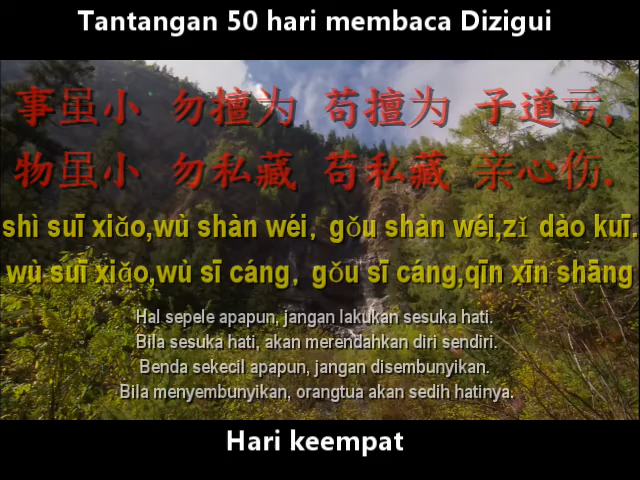 Tantangan 50 hari membaca Dizigui
事虽小 勿擅为 苟擅为 子道亏,
物虽小 勿私藏 苟私藏 亲心伤.
shì suī xiǎo,wù shàn wéi, gǒu shàn wéi,zǐ dào kuī.
wù suī xiǎo,wù sī cáng, gǒu sī cáng,qīn xīn shāng
Hal sepele apapun, jangan lakukan sesuka hati.
Bila sesuka hati, akan merendahkan diri sendiri.
Benda sekecil apapun, jangan disembunyikan.
Bila menyembunyikan, orangtua akan sedih hatinya.
Hari keempat